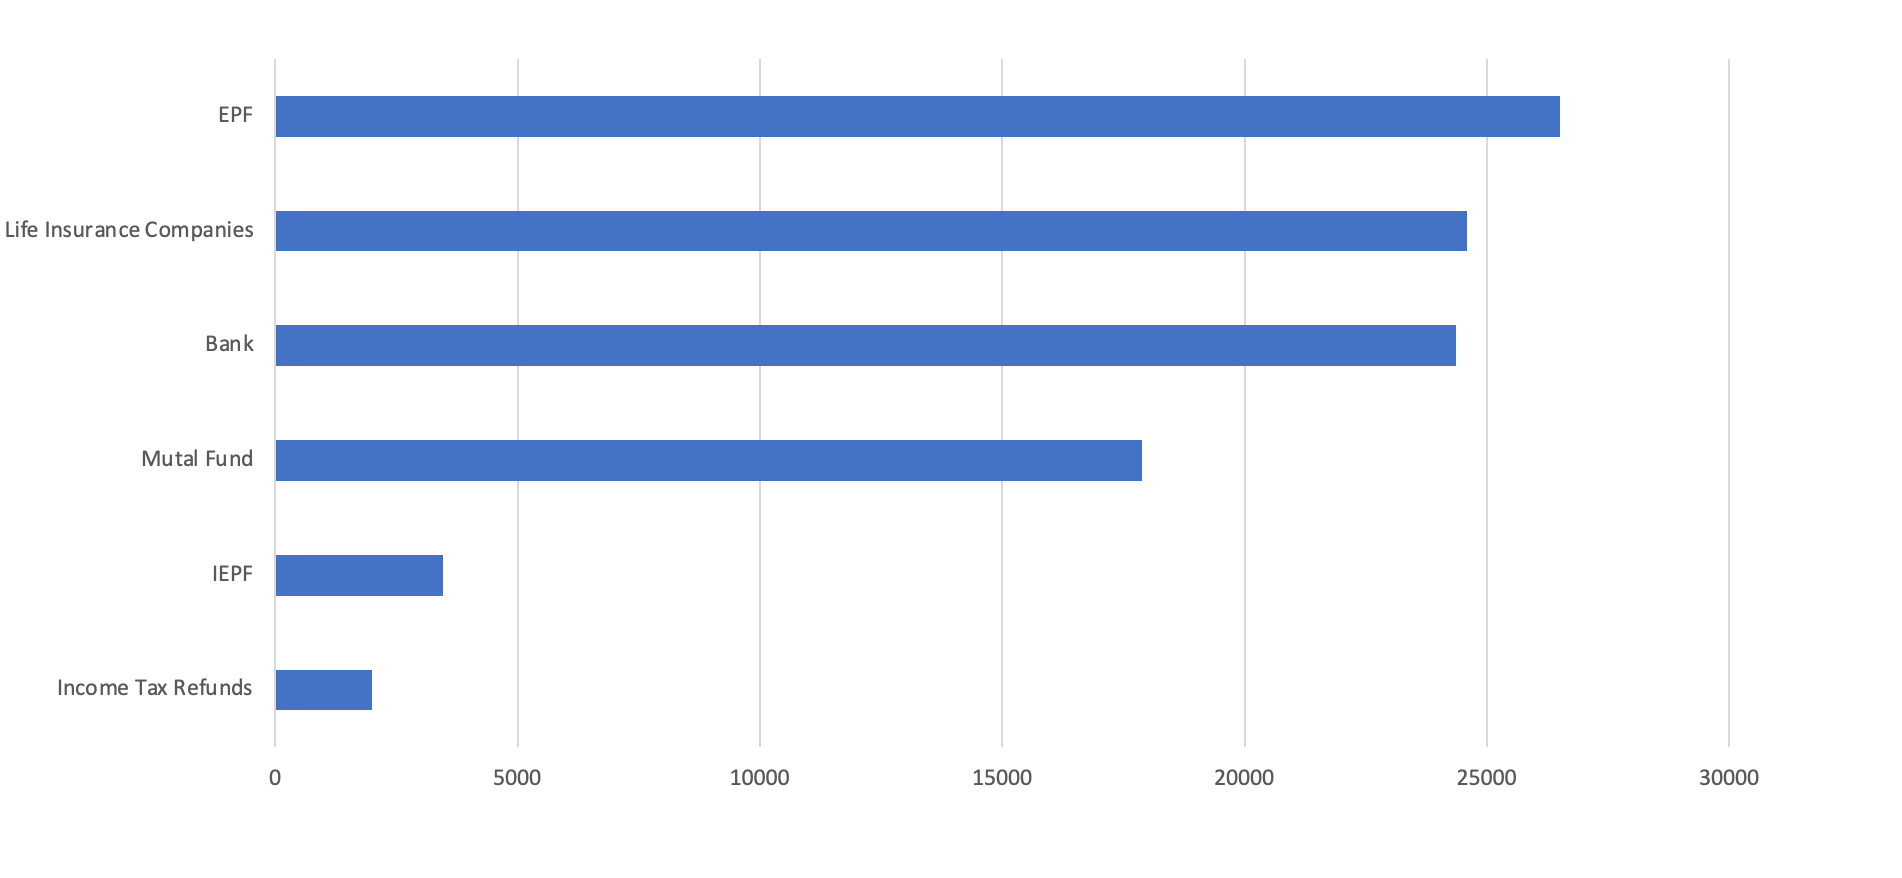 EPF
Life Insurance Companies
Bank
Mutal Fund
IEPF
Income Tax Refunds
0 5000 10000 15000 20000 25000 30000